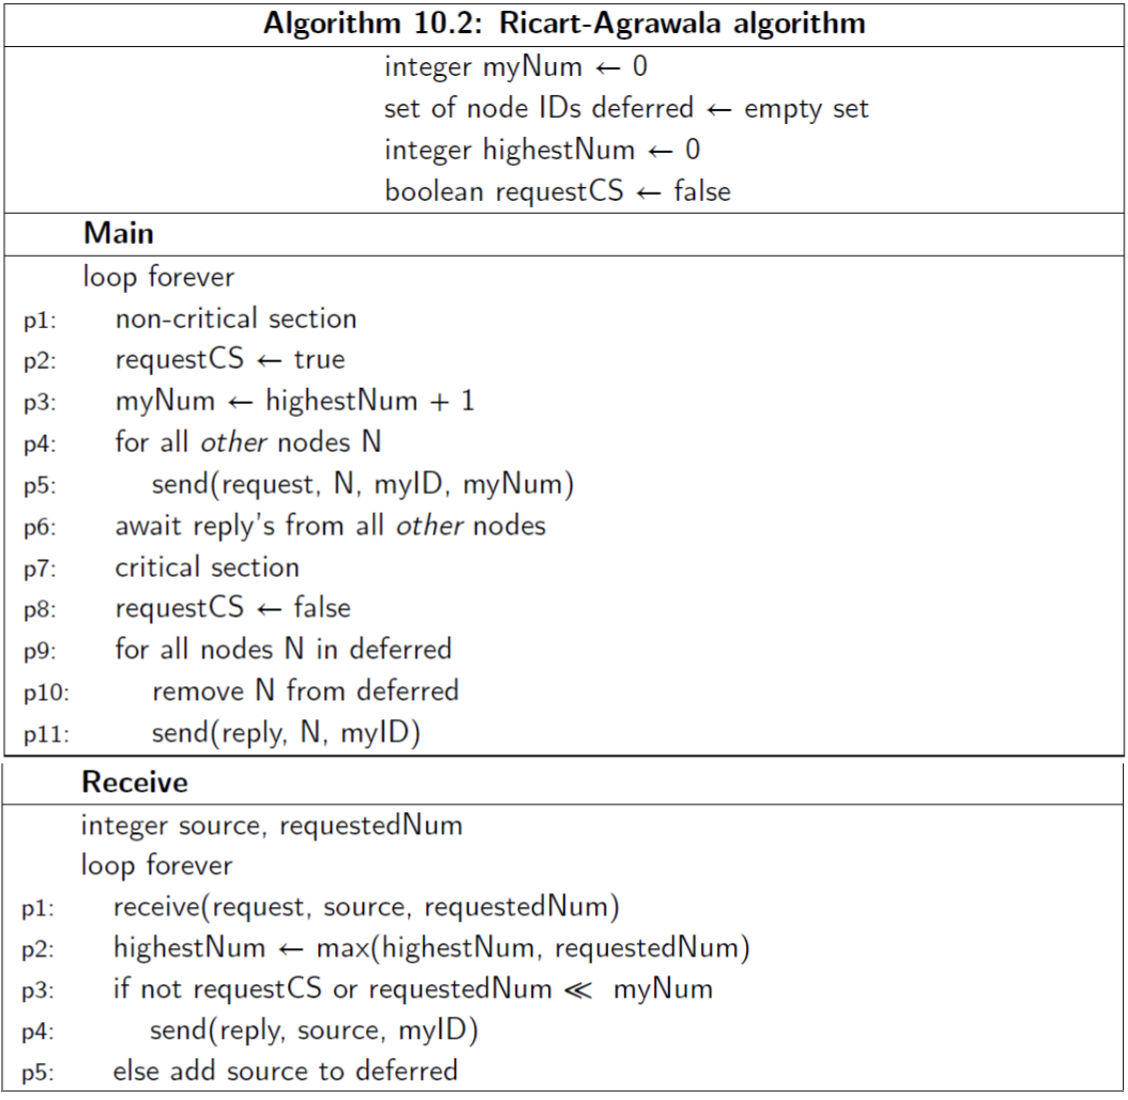 Algorithm 10.2: Ricart-Agrawala algorithm
integer myNum ← 0
set of node IDs deferred ← empty set
integer highestNum ← 0
boolean requestCS ← false
Main
loop forever
p1: non-critical section
p2: requestCS ← true
p3: myNum ← highestNum + 1
p4: for all other nodes N
p5: send(request, N, myID, myNum)
p6: await reply's from all other nodes
p7: critical section
p8: requestCS ← false
p9: for all nodes N in deferred
p10: remove N from deferred
p11: send(reply, N, myID)
Receive
integer source, requestedNum
loop forever
p1: receive(request, source, requestedNum)
p2: highestNum ← max(highestNum, requestedNum)
p3: if not requestCS or requestedNum ≪ myNum
p4: send(reply, source, myID)
p5: else add source to deferred